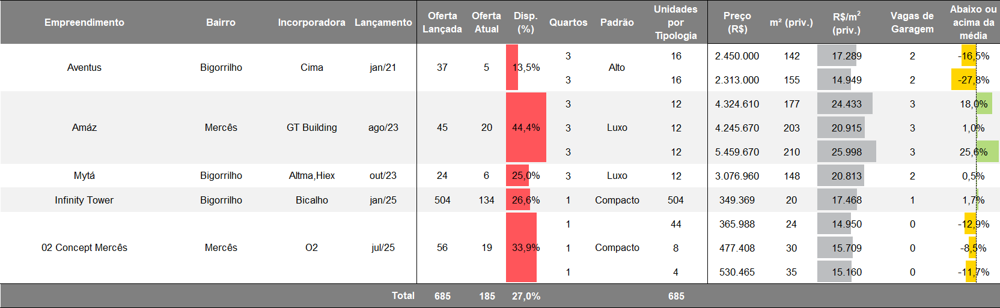 Empreendimento Bairro Incorporadora Lançamento Oferta Lançada Oferta Atual Disp. (%) Quartos Padrão Unidades por Tipologia Preço (R$) m² (priv.) R$/m² (priv.) Vagas de Garagem Abaixo ou acima da média
Aventus Bigorrilho Cima jan/21 37 5 13,5% 3 Alto 16 2.450.000 142 17.289 2 -16,5%
3 16 2.313.000 155 14.949 2 -27,8%
Amáz Mercês GT Building ago/23 45 20 44,4% 3 Luxo 12 4.324.610 177 24.433 3 18,0%
3 12 4.245.670 203 20.915 3 1,0%
3 12 5.459.670 210 25.998 3 25,6%
Mytá Bigorrilho Altma,Hiex out/23 24 6 25,0% 3 Luxo 12 3.076.960 148 20.813 2 0,5%
Infinity Tower Bigorrilho Bicalho jan/25 504 134 26,6% 1 Compacto 504 349.369 20 17.468 1 1,7%
02 Concept Mercês Mercês O2 jul/25 56 19 33,9% 1 Compacto 44 365.988 24 14.950 0 -12,9%
1 8 477.408 30 15.709 0 -8,5%
1 4 530.465 35 15.160 0 -11,7%
Total 685 185 27,0% 685